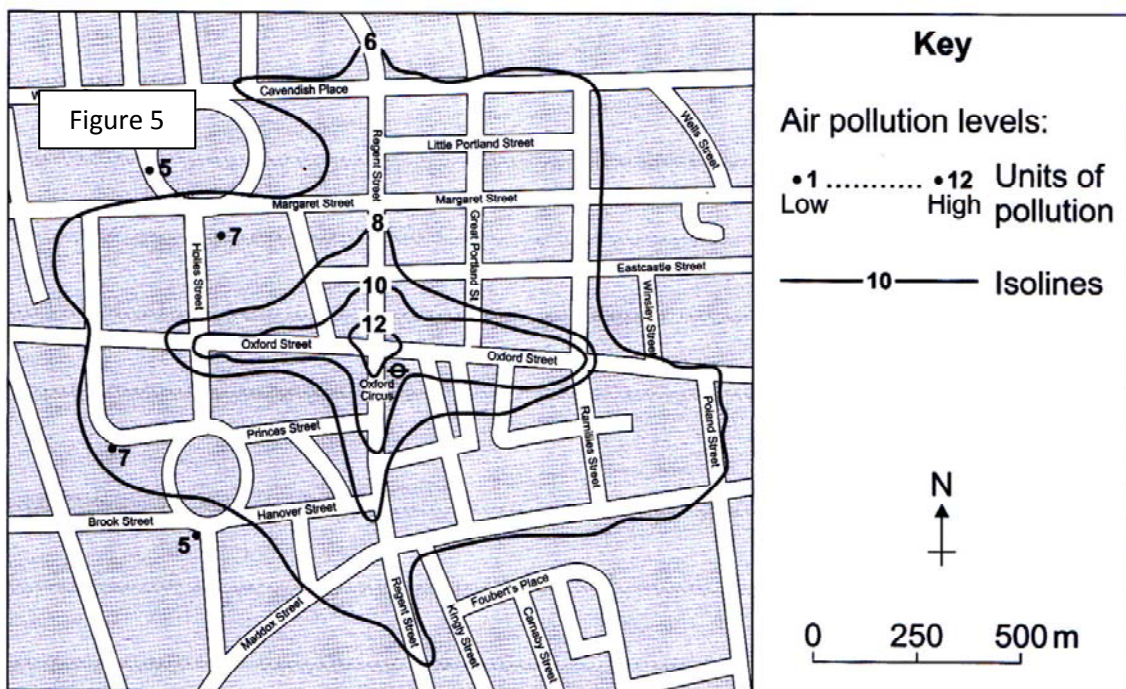 6
Cavendish Place
W
Figure 5
Wells Street
Regent Street
Little Portland Street
5
Margaret Street
Margaret Street
8
7
Great Portland St
Holles Street
Eastcastle Street
10
Winsley Street
12
Oxford Street
Oxford Street
Oxford
Circus
Poland Street
Ramillies Street
Princes Street
7
Hanover Street
Brook Street
5
Maddox Street
Regent Street
Kingly Street
Foubert's Place
Carnaby Street
Key
Air pollution levels:
1 ............ 12 Units of
Low High pollution
10 Isolines
N
0 250 500 m